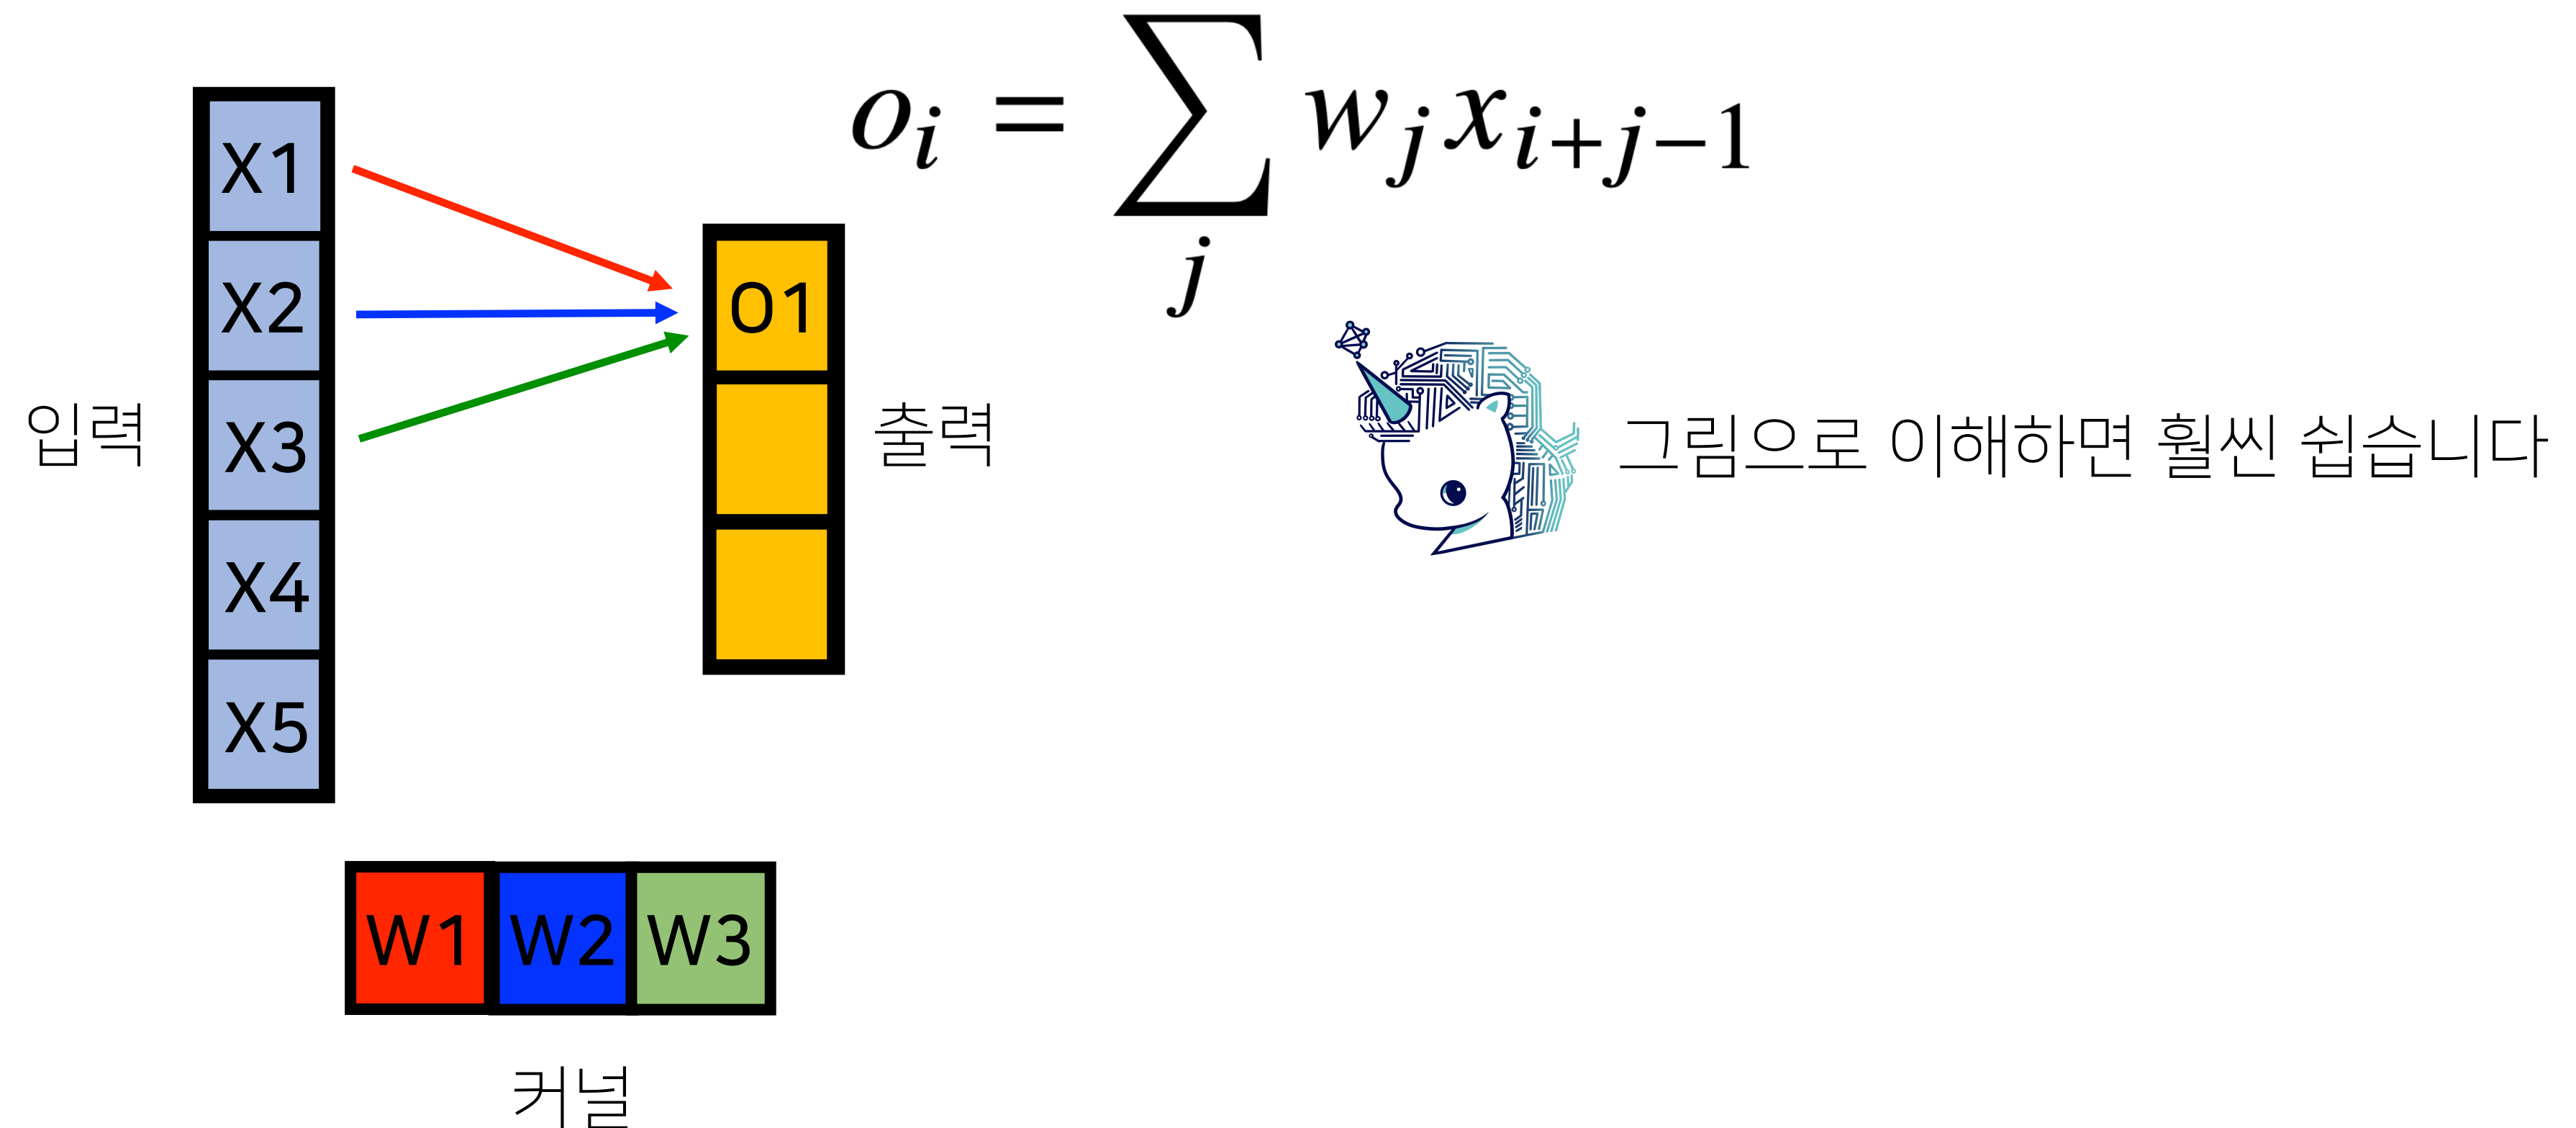 o_i = \sum_j w_j x_{i+j-1}
X1
X2
X3
X4
X5
입력
O1
출력
그림으로 이해하면 훨씬 쉽습니다
W1 W2 W3
커널